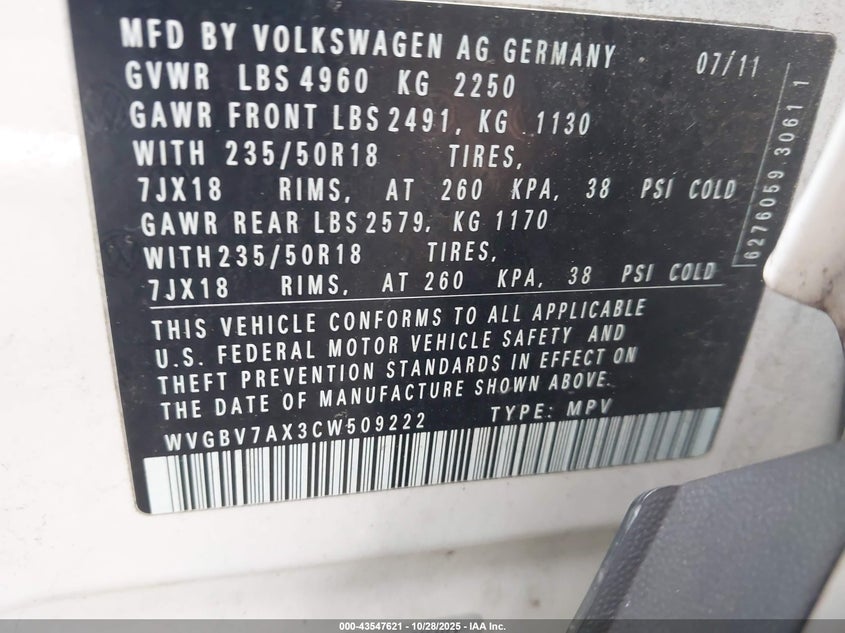 MFD BY VOLKSWAGEN AG GERMANY 07/11
GVWR LBS 4960 KG 2250
GAWR FRONT LBS 2491, KG 1130
WITH 235/50R18 TIRES,
7JX18 RIMS, AT 260 KPA, 38 PSI COLD
GAWR REAR LBS 2579, KG 1170
WITH 235/50R18 TIRES,
7JX18 RIMS, AT 260 KPA, 38 PSI COLD
6276059 3061 1
THIS VEHICLE CONFORMS TO ALL APPLICABLE
U.S. FEDERAL MOTOR VEHICLE SAFETY AND
THEFT PREVENTION STANDARDS IN EFFECT ON
THE DATE OF MANUFACTURE SHOWN ABOVE.
WVGBV7AX3CW509222 TYPE: MPV
000-43547621 | 10/28/2025 | IAA Inc.